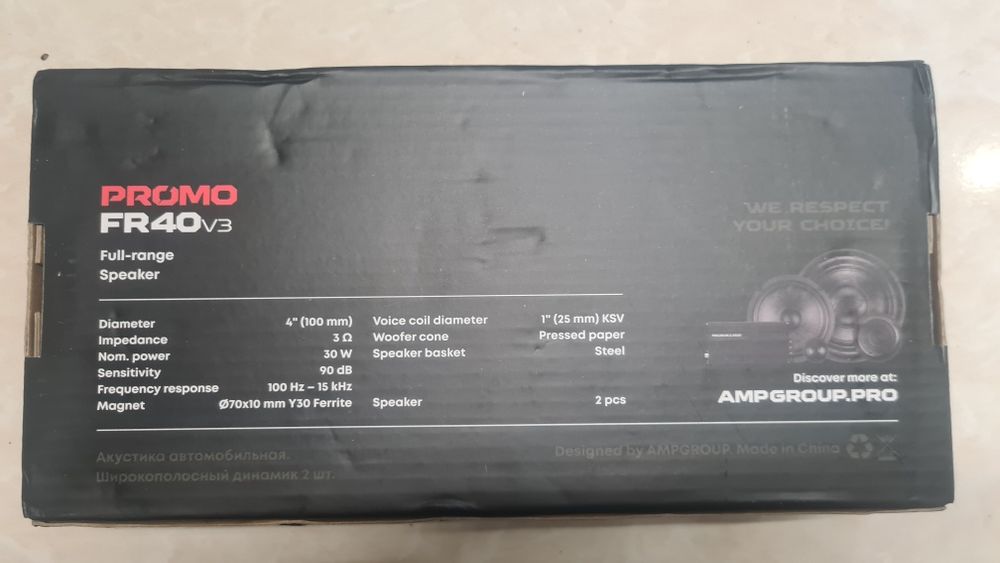 PROMO
FR40V3
Full-range
Speaker
WE RESPECT
YOUR CHOICE!
Diameter 4" (100 mm)
Impedance 3 Ω
Nom. power 30 W
Sensitivity 90 dB
Frequency response 100 Hz – 15 kHz
Magnet Ø70x10 mm Y30 Ferrite
Voice coil diameter 1" (25 mm) KSV
Woofer cone Pressed paper
Speaker basket Steel
Speaker 2 pcs
Discover more at:
AMPGROUP.PRO
Акустика автомобильная.
Широкополосный динамик 2 шт.
Designed by AMPGROUP. Made in China